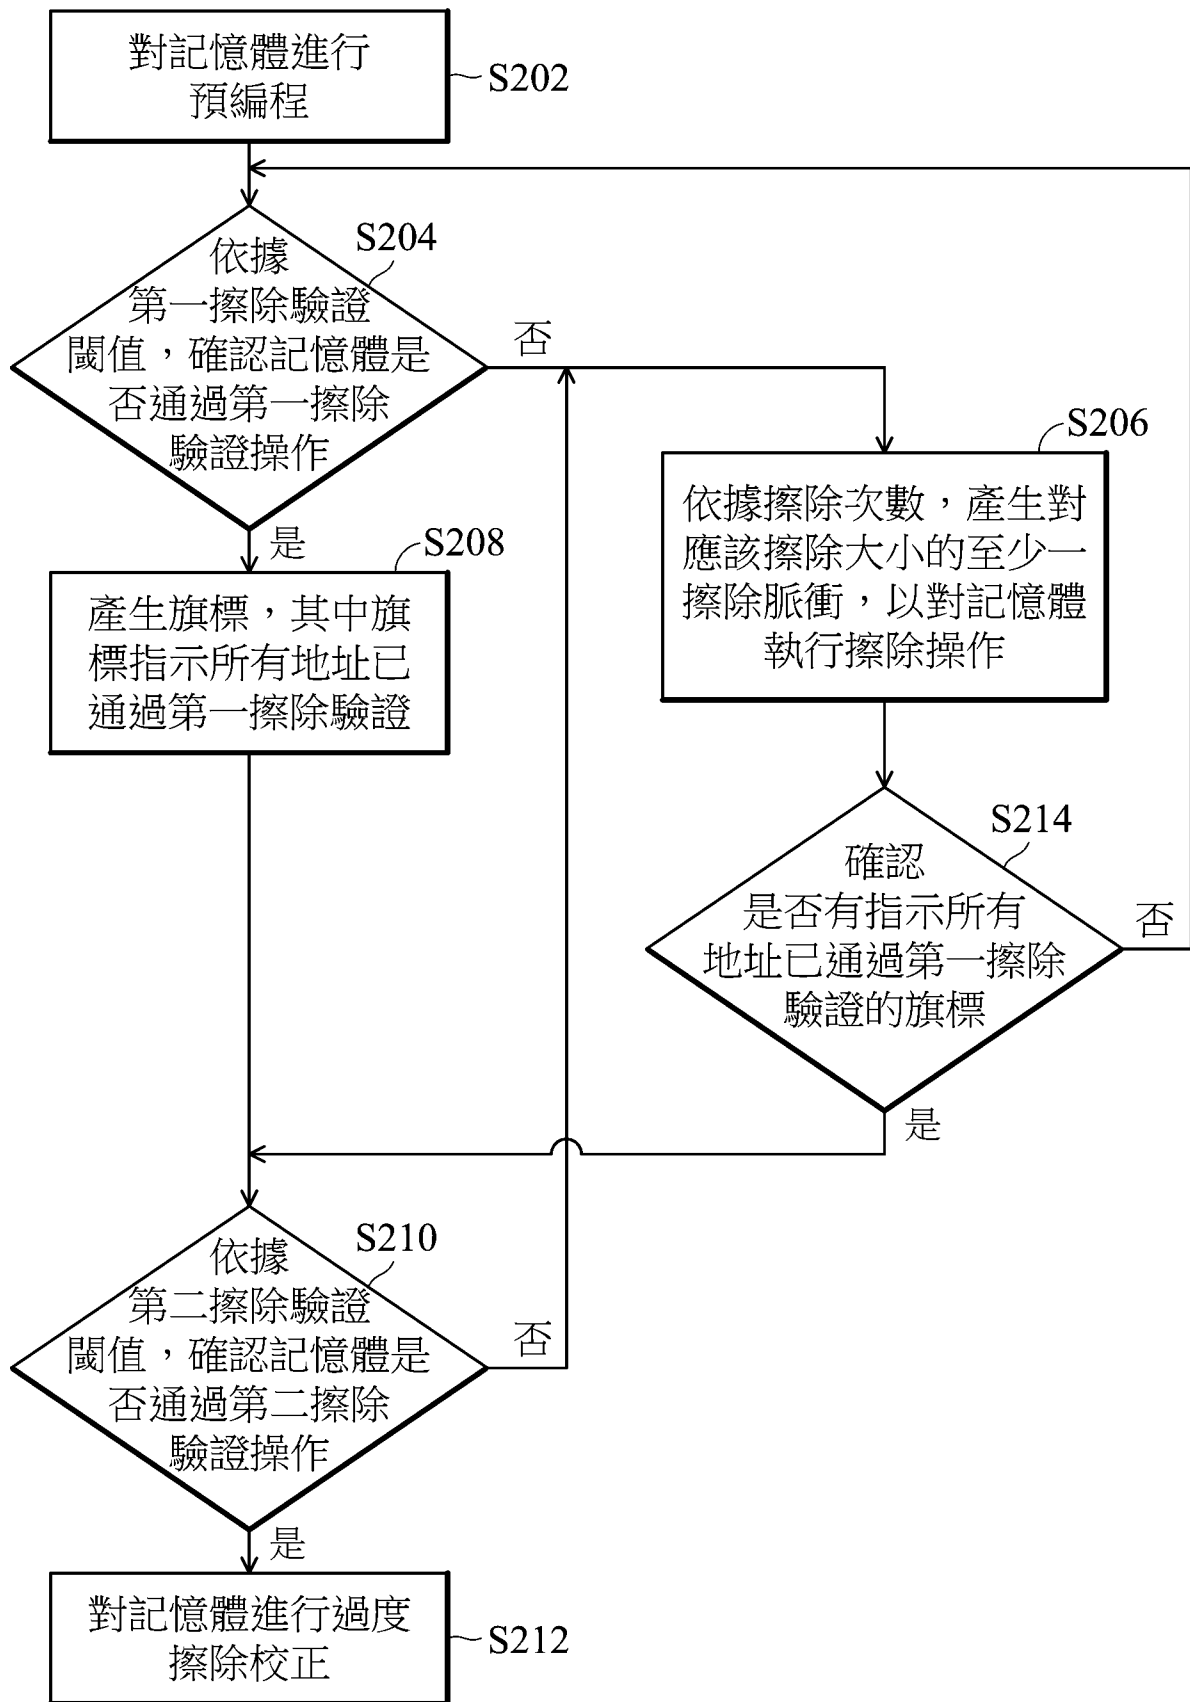 對記憶體進行
預編程
S202
S204
依據
第一擦除驗證
閾值，確認記憶體是
否通過第一擦除
驗證操作
否
是
S206
依據擦除次數，產生對
應該擦除大小的至少一
擦除脈衝，以對記憶體
執行擦除操作
S208
產生旗標，其中旗
標指示所有地址已
通過第一擦除驗證
S214
確認
是否有指示所有
地址已通過第一擦除
驗證的旗標
否
是
S210
依據
第二擦除驗證
閾值，確認記憶體是
否通過第二擦除
驗證操作
否
是
對記憶體進行過度
擦除校正
S212